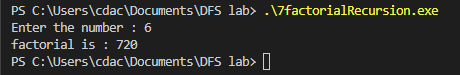 PS C:\Users\cdac\Documents\DFS lab> .\7factorialRecursion.exe
Enter the number : 6
factorial is : 720
PS C:\Users\cdac\Documents\DFS lab>